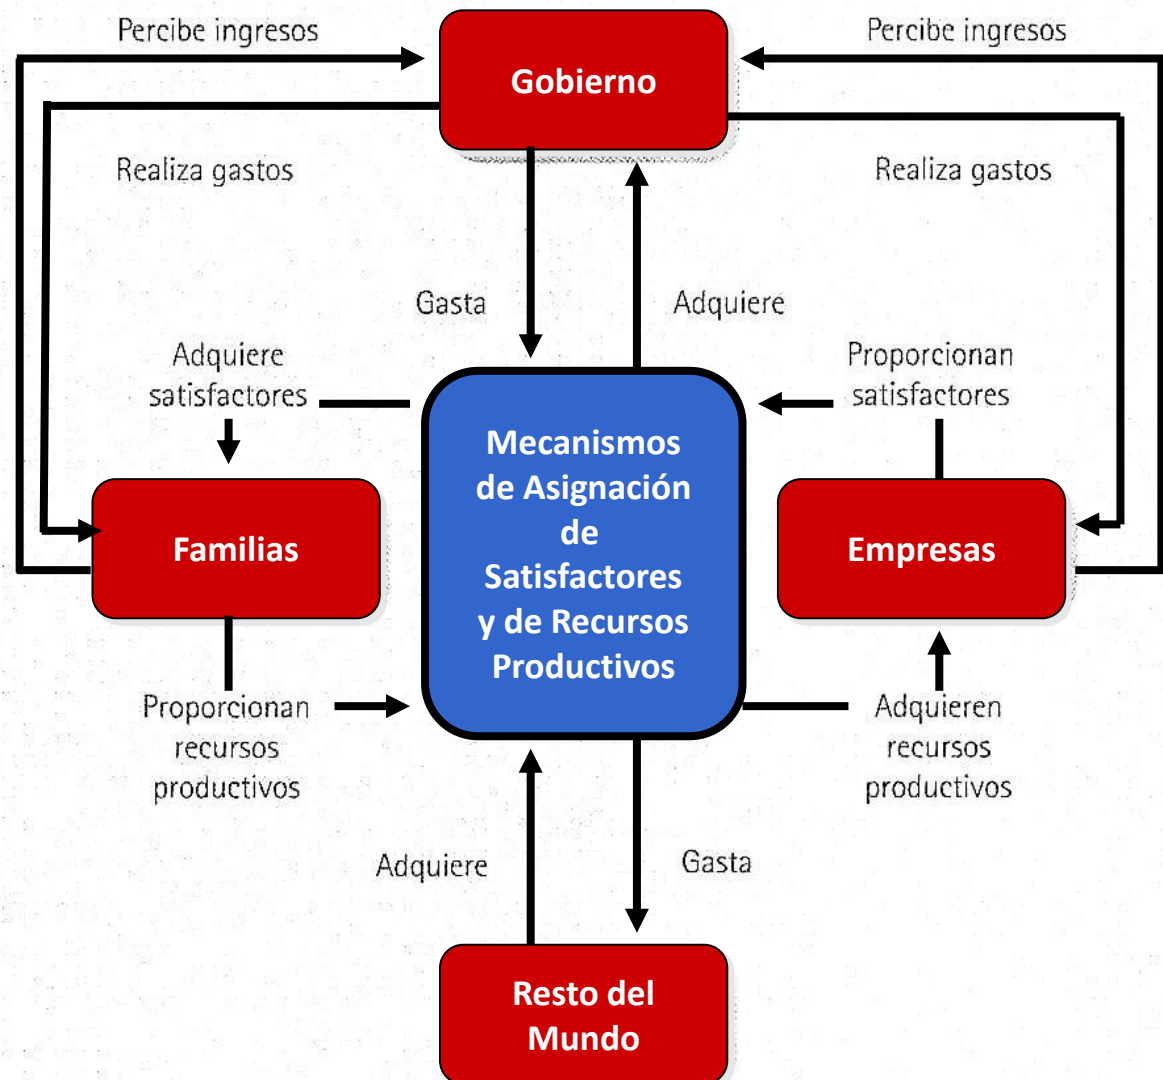 Percibe ingresos
Percibe ingresos
Gobierno
Realiza gastos
Realiza gastos
Gasta
Adquiere
Adquiere
satisfactores
Proporcionan
satisfactores
Mecanismos
de Asignación
de
Satisfactores
y de Recursos
Productivos
Familias
Empresas
Proporcionan
recursos
productivos
Adquieren
recursos
productivos
Adquiere
Gasta
Resto del
Mundo